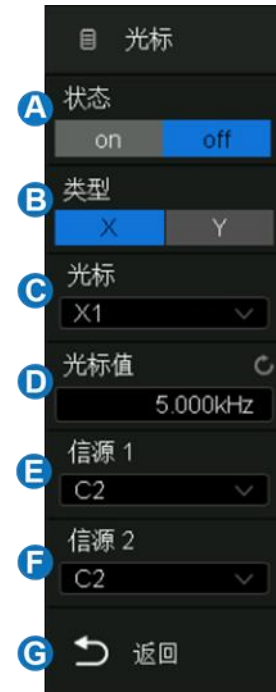 光标
A 状态
on off
B 类型
X Y
C 光标
X1
D 光标值
5.000kHz
E 信源 1
C2
F 信源 2
C2
G 返回